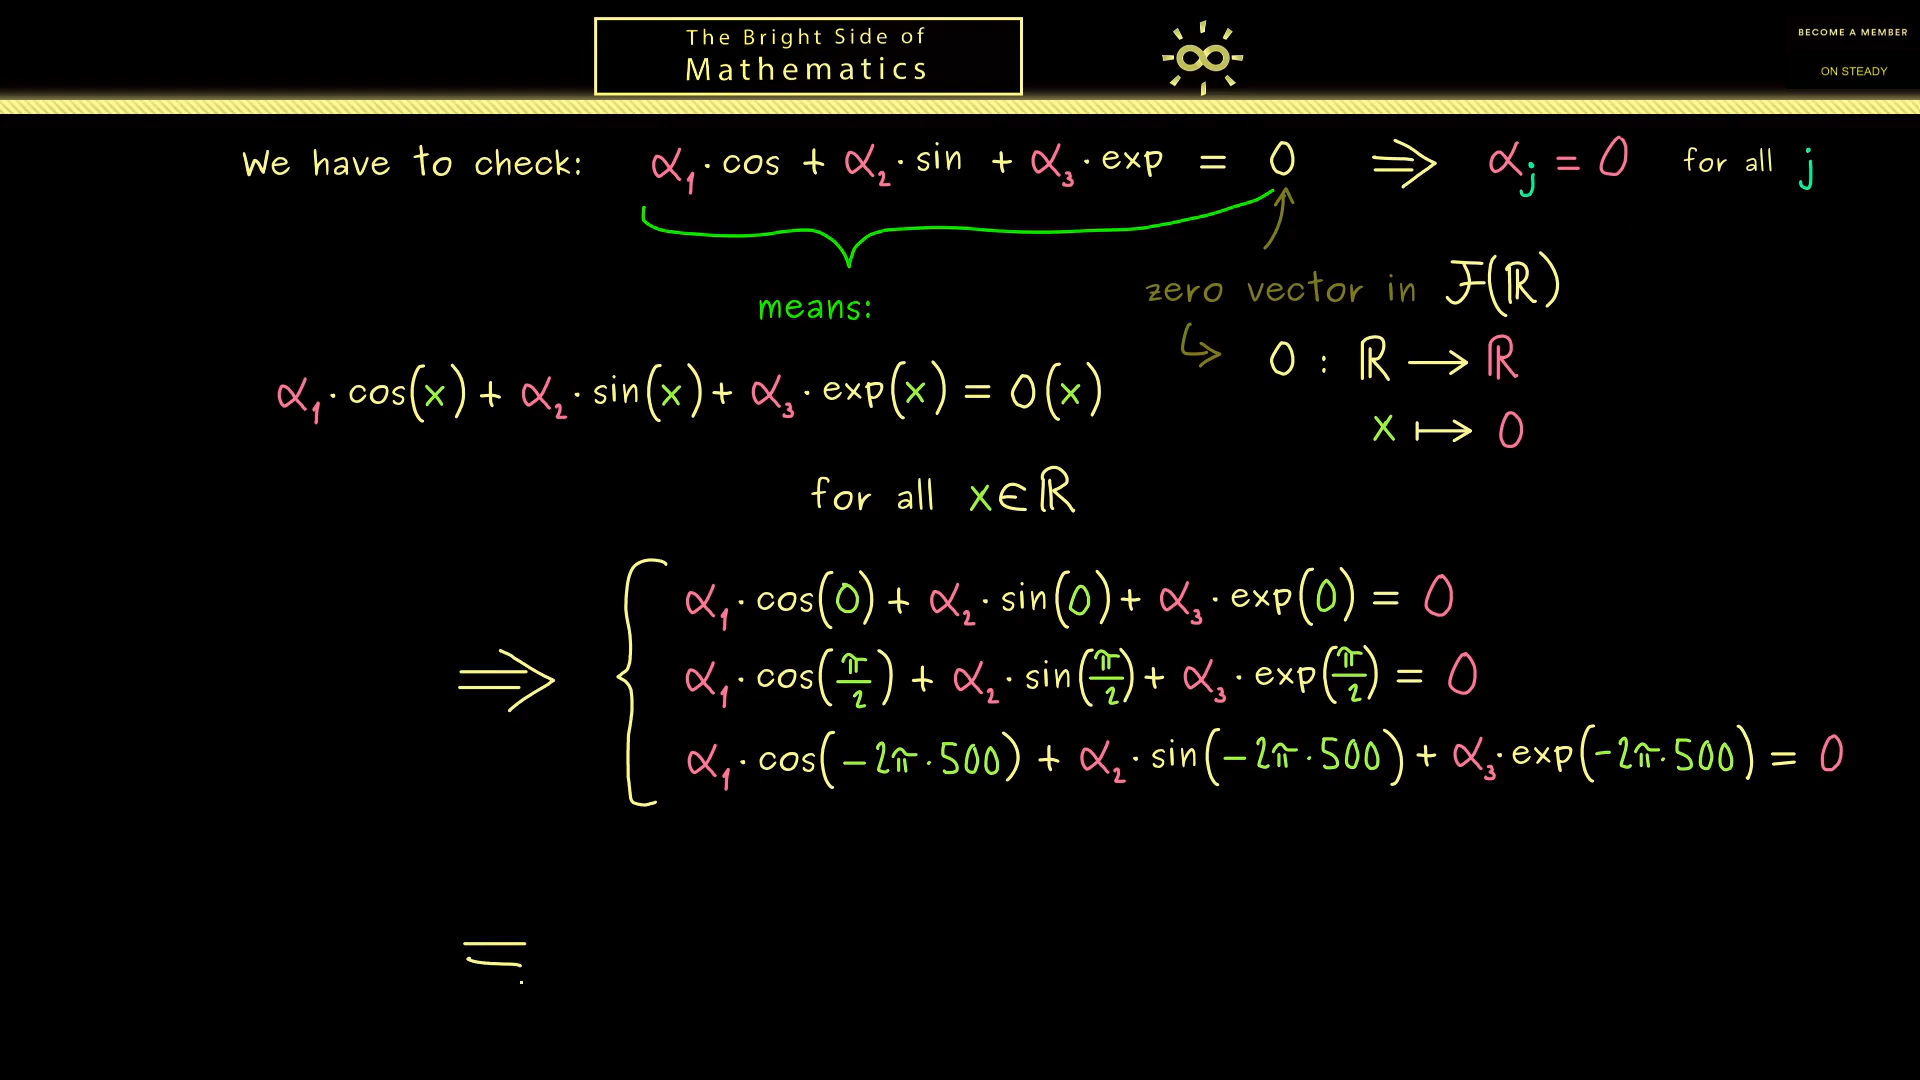 The Bright Side of
Mathematics
BECOME A MEMBER
ON STEADY
We have to check: α₁ · cos + α₂ · sin + α₃ · exp = 0 ⟹ αⱼ = 0 for all j
means:
zero vector in ℱ(ℝ)
0 : ℝ ⟶ ℝ
x ⟼ 0
α₁ · cos(x) + α₂ · sin(x) + α₃ · exp(x) = 0(x)
for all x ∈ ℝ
⟹ { α₁ · cos(0) + α₂ · sin(0) + α₃ · exp(0) = 0
α₁ · cos(π/2) + α₂ · sin(π/2) + α₃ · exp(π/2) = 0
α₁ · cos(−2π · 500) + α₂ · sin(−2π · 500) + α₃ · exp(−2π · 500) = 0
=